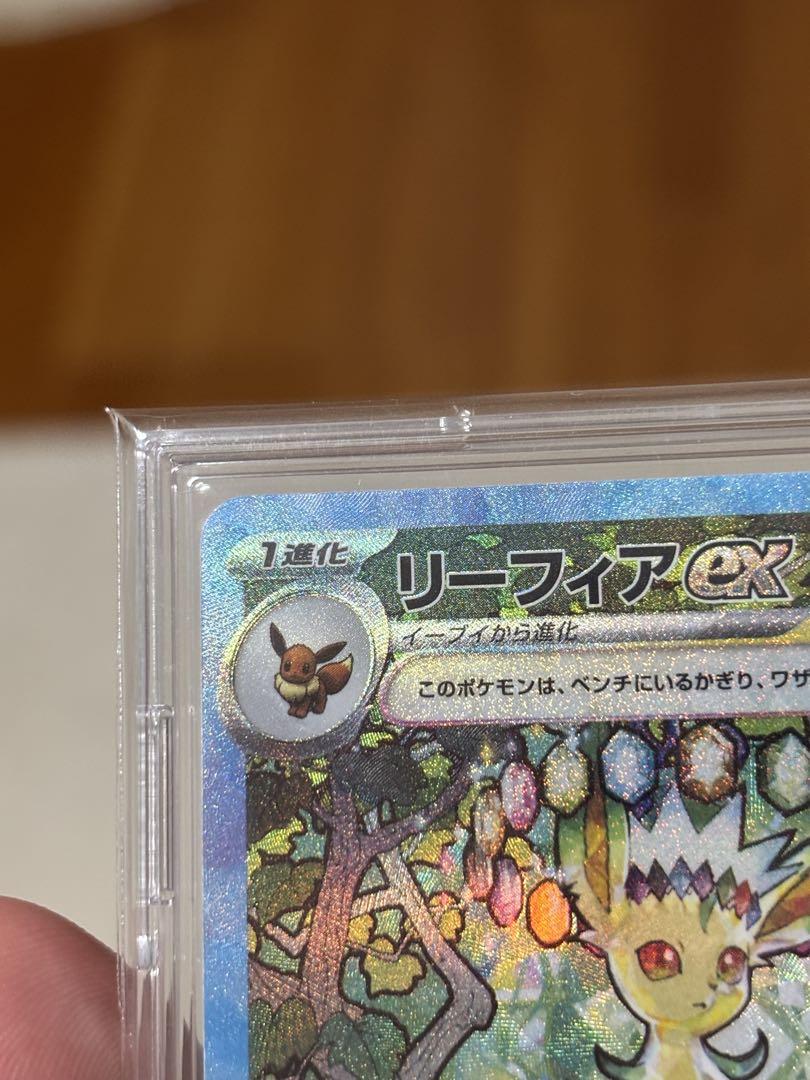 1進化
リーフィアex
イーブイから進化
このポケモンは、ベンチにいるかぎり、ワザ